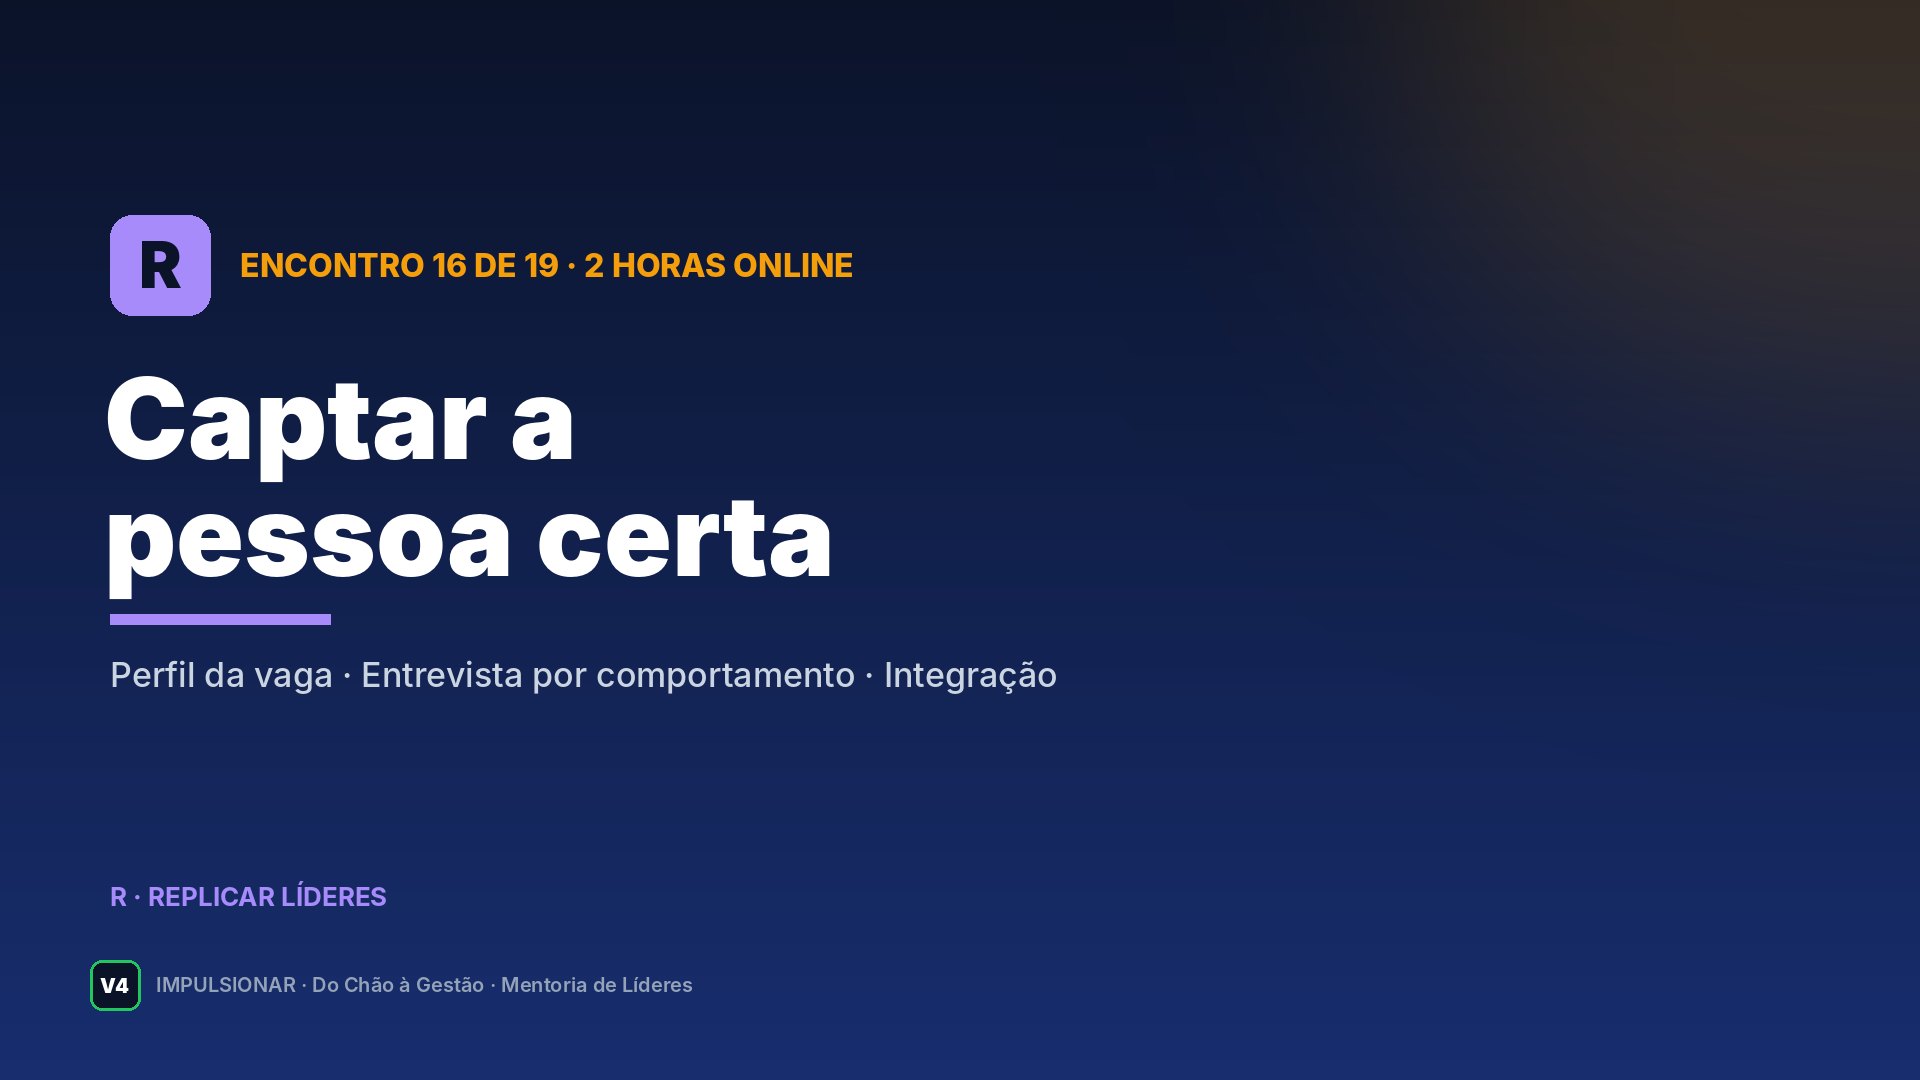 R
ENCONTRO 16 DE 19 · 2 HORAS ONLINE
Captar a
pessoa certa
Perfil da vaga · Entrevista por comportamento · Integração
R · REPLICAR LÍDERES
V4
IMPULSIONAR · Do Chão à Gestão · Mentoria de Líderes